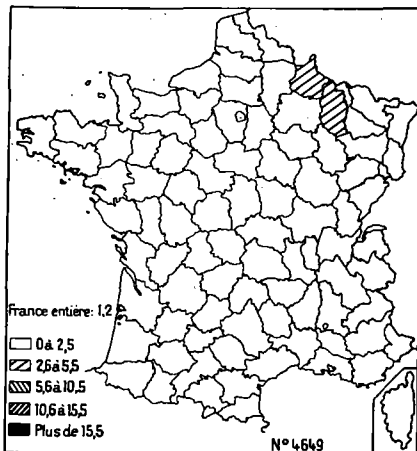 France entière: 1,2
0 à 2,5
2,6 à 5,5
5,6 à 10,5
10,6 à 15,5
Plus de 15,5
N° 4649